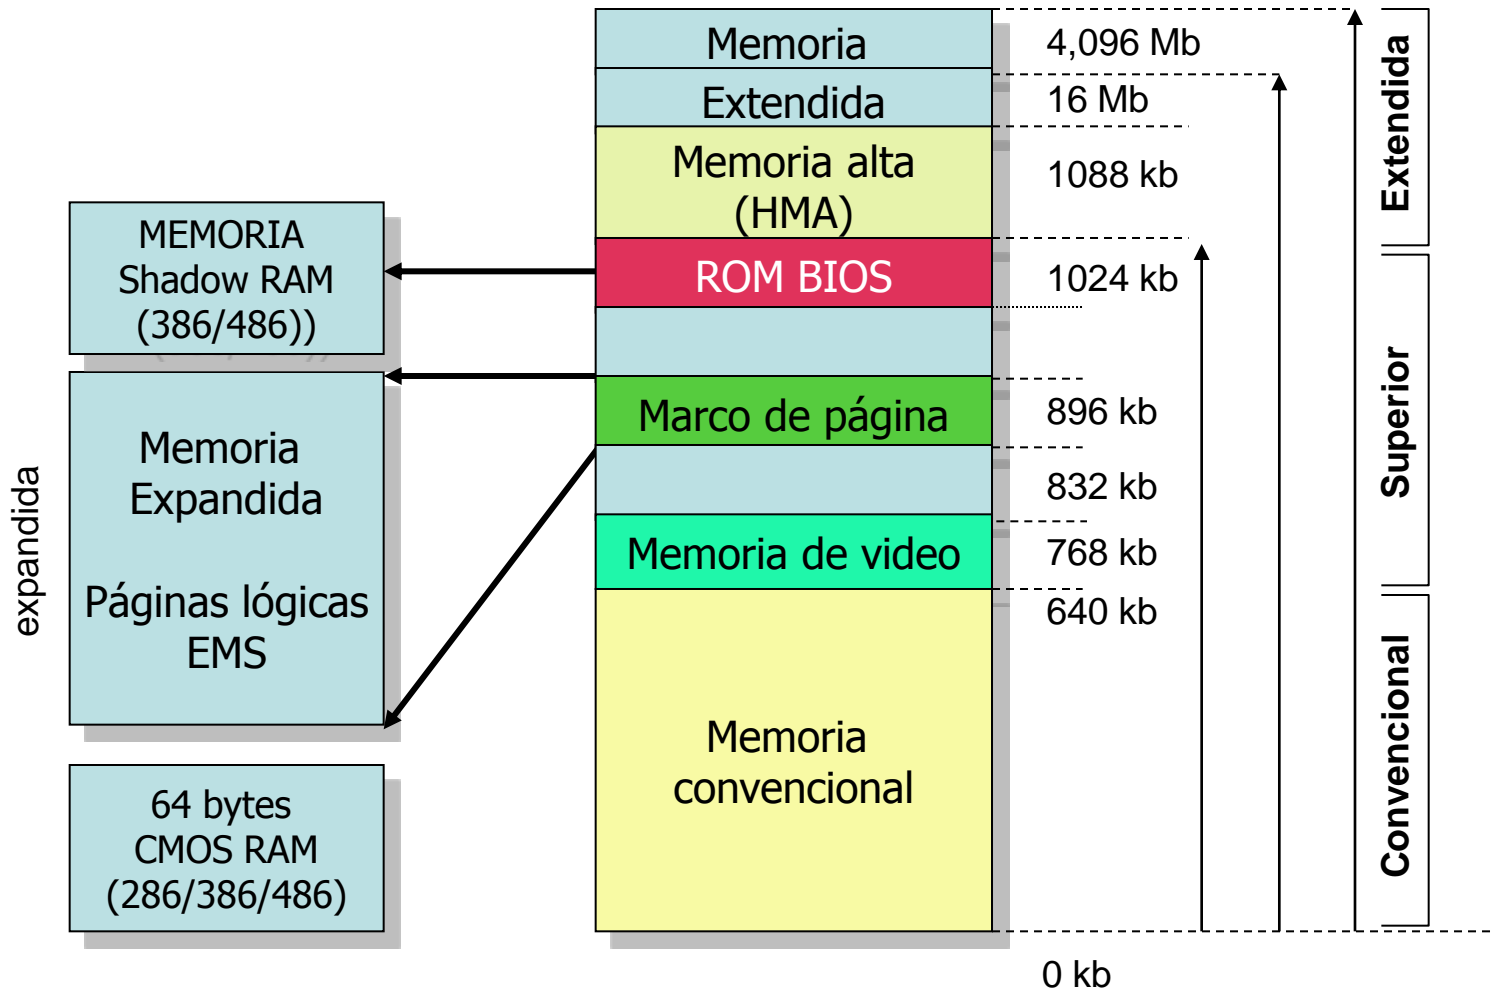 Memoria
Extendida
Memoria alta
(HMA)
ROM BIOS
Marco de página
Memoria de video
Memoria
convencional
4,096 Mb
16 Mb
1088 kb
1024 kb
896 kb
832 kb
768 kb
640 kb
0 kb
Extendida
Superior
Convencional
MEMORIA
Shadow RAM
(386/486))
expandida
Memoria
Expandida
Páginas lógicas
EMS
64 bytes
CMOS RAM
(286/386/486)